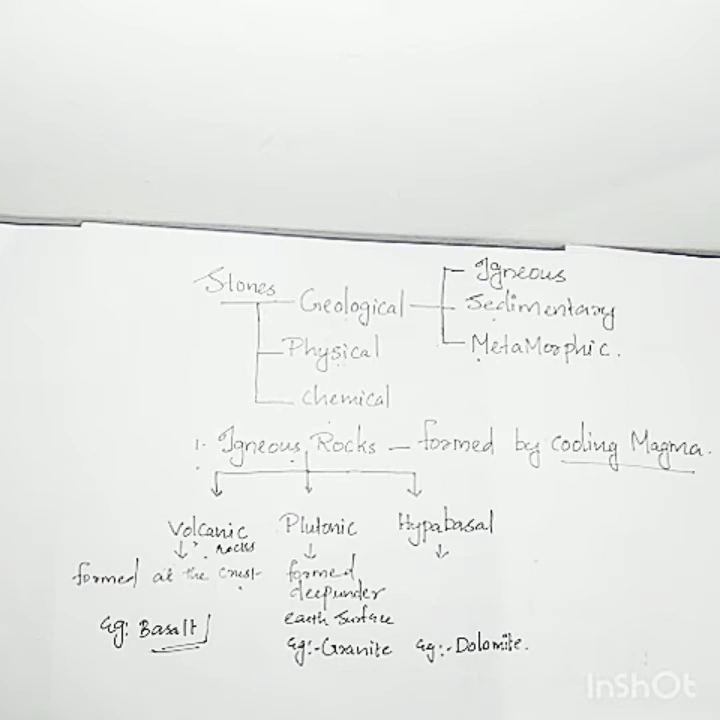 Stones
Geological
Igneous
Sedimentary
MetaMorphic.
Physical
chemical
1. Igneous Rocks – formed by cooling Magma.
Volcanic rocks
formed at the crust
eg: Basalt
Plutonic
formed
deepunder
earth surface
eg:-Granite
Hypabasal
eg:-Dolomite.
InShOt